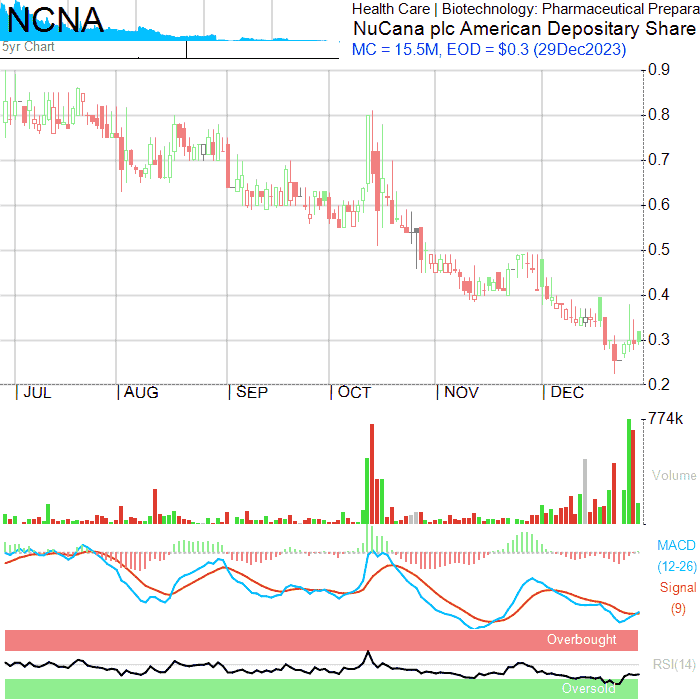 NCNA
5yr Chart
Health Care | Biotechnology: Pharmaceutical Prepara
NuCana plc American Depositary Share
MC = 15.5M, EOD = $0.3 (29Dec2023)
0.9
0.8
0.7
0.6
0.5
0.4
0.3
0.2
JUL AUG SEP OCT NOV DEC
774k
Volume
MACD
(12-26)
Signal
(9)
Overbought
RSI(14)
Oversold